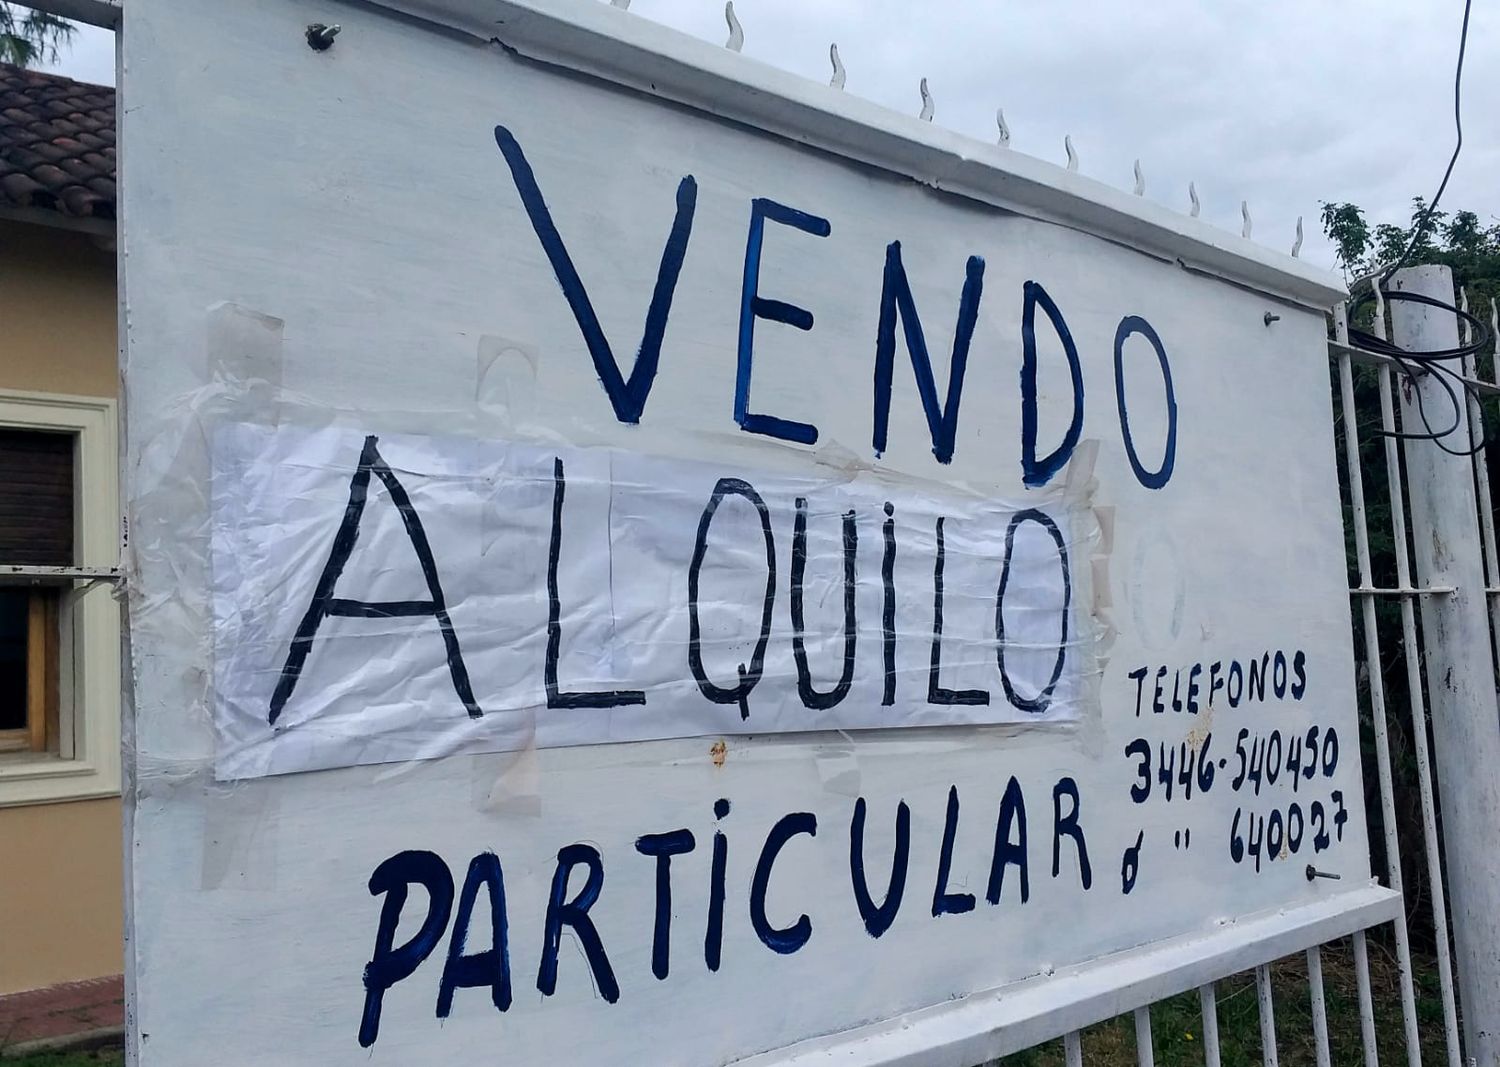 VENDO
ALQUiLO
PARTiCULAR
TELEFONOS
3446-540450
ó " 640027